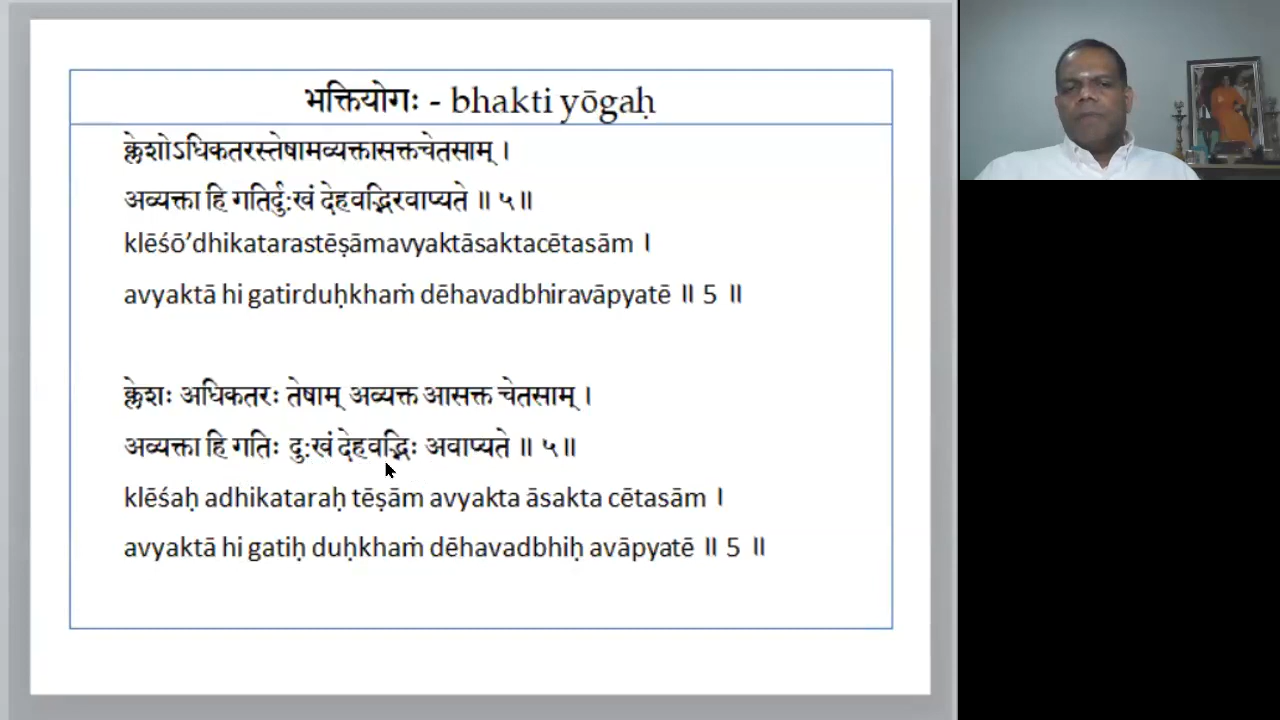 भक्तियोगः - bhakti yōgaḥ
क्लेशोऽधिकतरस्तेषामव्यक्तासक्तचेतसाम् ।
अव्यक्ता हि गतिर्दुःखं देहवद्भिरवाप्यते ॥ ५॥
klēśō’dhikatarastēṣāmavyaktāsaktacētasām ।
avyaktā hi gatirduḥkhaṁ dēhavadbhiravāpyatē ॥ 5 ॥
क्लेशः अधिकतरः तेषाम् अव्यक्त आसक्त चेतसाम् ।
अव्यक्ता हि गतिः दुःखं देहवद्भिः अवाप्यते ॥ ५॥
klēśaḥ adhikataraḥ tēṣām avyakta āsakta cētasām ।
avyaktā hi gatiḥ duḥkhaṁ dēhavadbhiḥ avāpyatē ॥ 5 ॥